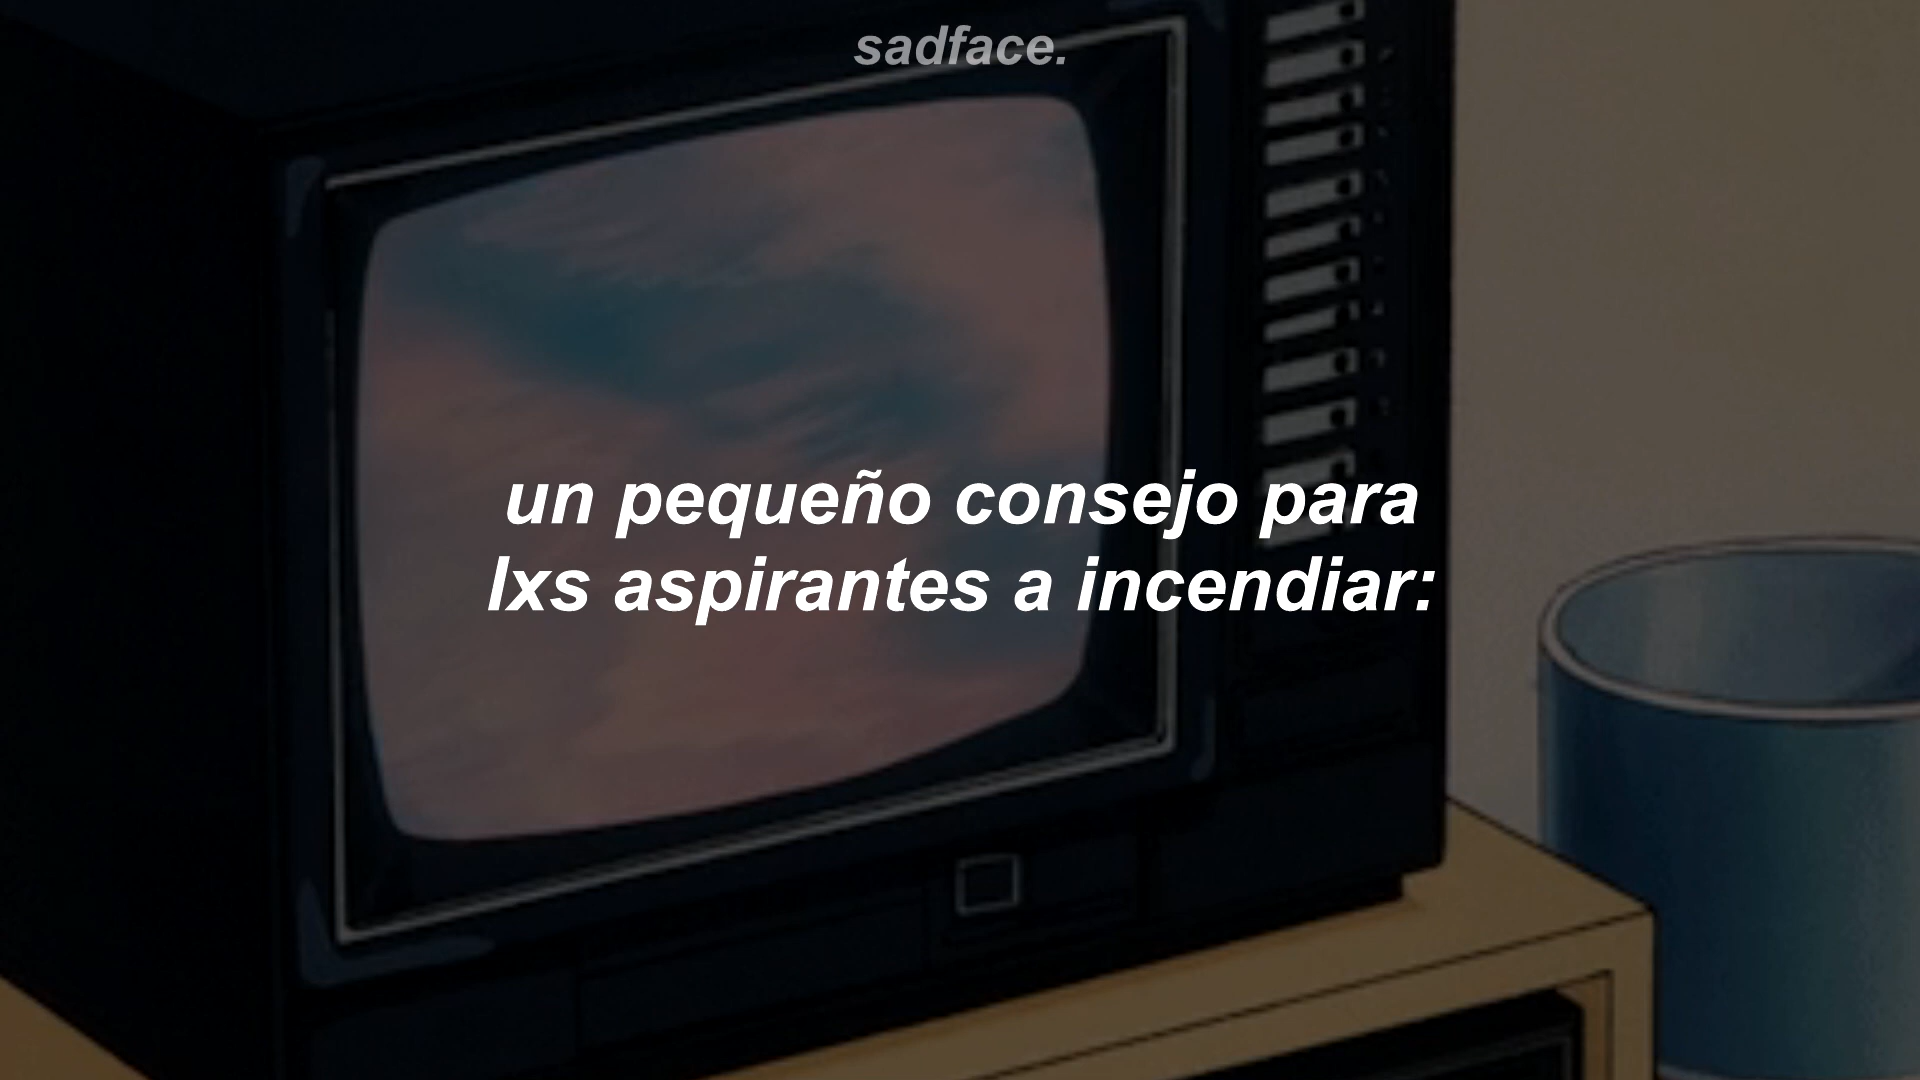 sadface.
un pequeño consejo para
lxs aspirantes a incendiar: